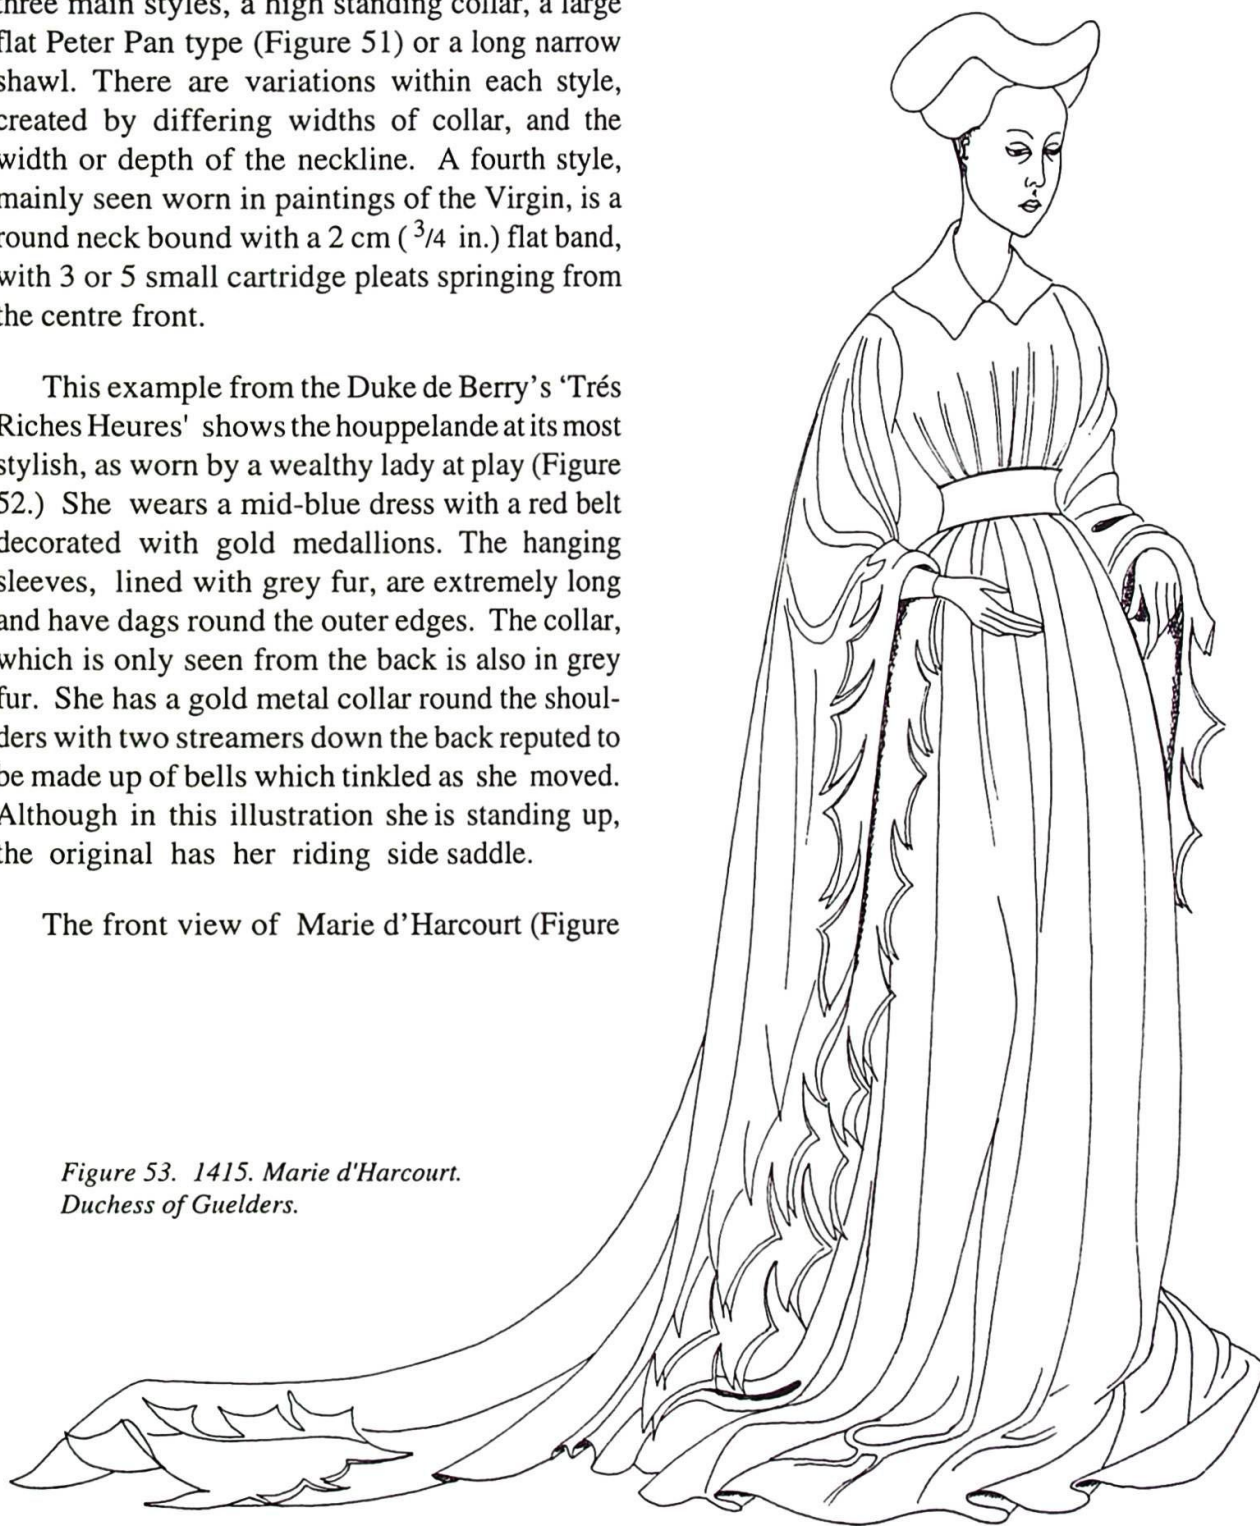 three main styles, a high standing collar, a large
flat Peter Pan type (Figure 51) or a long narrow
shawl. There are variations within each style,
created by differing widths of collar, and the
width or depth of the neckline. A fourth style,
mainly seen worn in paintings of the Virgin, is a
round neck bound with a 2 cm ( 3/4 in.) flat band,
with 3 or 5 small cartridge pleats springing from
the centre front.
This example from the Duke de Berry's ‘Trés
Riches Heures' shows the houppelande at its most
stylish, as worn by a wealthy lady at play (Figure
52.) She wears a mid-blue dress with a red belt
decorated with gold medallions. The hanging
sleeves, lined with grey fur, are extremely long
and have dags round the outer edges. The collar,
which is only seen from the back is also in grey
fur. She has a gold metal collar round the shoul-
ders with two streamers down the back reputed to
be made up of bells which tinkled as she moved.
Although in this illustration she is standing up,
the original has her riding side saddle.
The front view of Marie d’Harcourt (Figure
Figure 53. 1415. Marie d'Harcourt.
Duchess of Guelders.